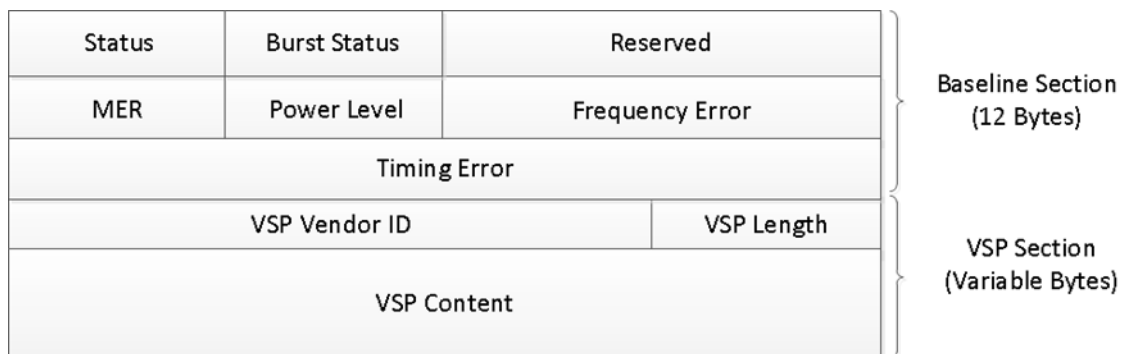 Status Burst Status Reserved
MER Power Level Frequency Error
Timing Error
Baseline Section
(12 Bytes)
VSP Vendor ID VSP Length
VSP Content
VSP Section
(Variable Bytes)